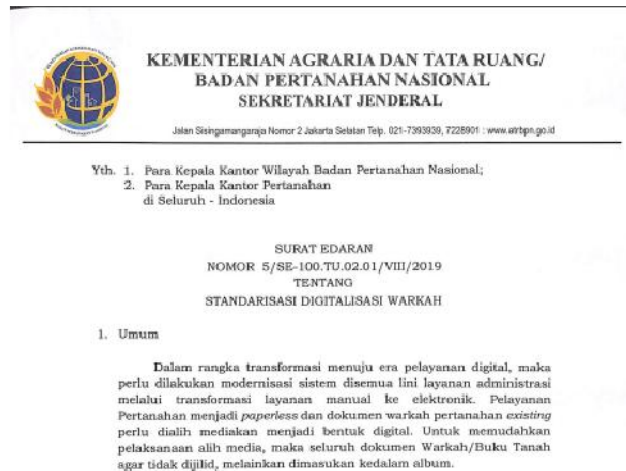 KEMENTERIAN AGRARIA DAN TATA RUANG/
BADAN PERTANAHAN NASIONAL
SEKRETARIAT JENDERAL
Jalan Sisingamangaraja Nomor 2 Jakarta Selatan Telp. 021-7393939, 7228901 : www.atrbpn.go.id
Yth. 1. Para Kepala Kantor Wilayah Badan Pertanahan Nasional;
2. Para Kepala Kantor Pertanahan
di Seluruh - Indonesia
SURAT EDARAN
NOMOR 5/SE-100.TU.02.01/VIII/2019
TENTANG
STANDARISASI DIGITALISASI WARKAH
1. Umum
Dalam rangka transformasi menuju era pelayanan digital, maka
perlu dilakukan modernisasi sistem disemua lini layanan administrasi
melalui transformasi layanan manual ke elektronik. Pelayanan
Pertanahan menjadi paperless dan dokumen warkah pertanahan existing
perlu dialih mediakan menjadi bentuk digital. Untuk memudahkan
pelaksanaan alih media, maka seluruh dokumen Warkah/Buku Tanah
agar tidak dijilid, melainkan dimasukan kedalam album.